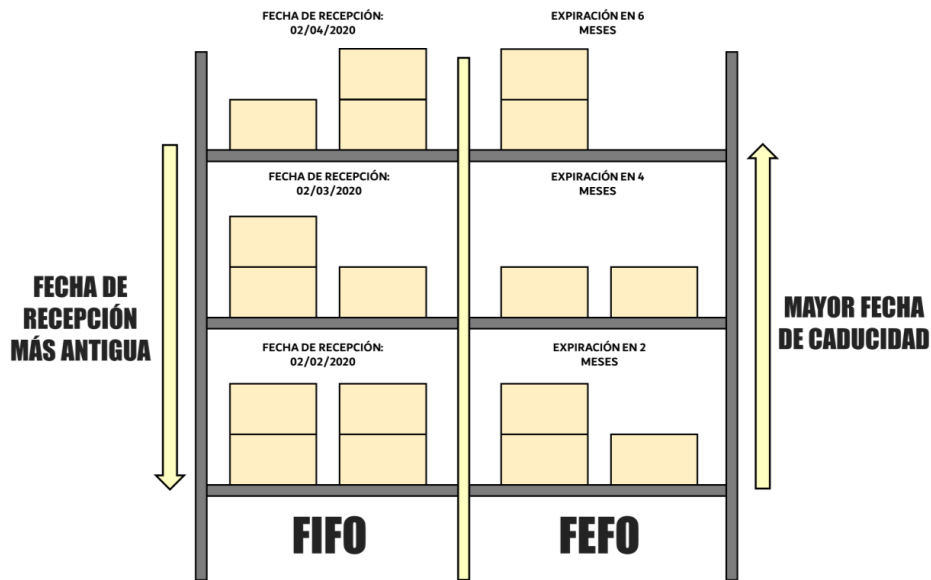 FECHA DE RECEPCIÓN:
02/04/2020
EXPIRACIÓN EN 6
MESES
FECHA DE RECEPCIÓN:
02/03/2020
EXPIRACIÓN EN 4
MESES
FECHA DE
RECEPCIÓN
MÁS ANTIGUA
MAYOR FECHA
DE CADUCIDAD
FECHA DE RECEPCIÓN:
02/02/2020
EXPIRACIÓN EN 2
MESES
FIFO
FEFO